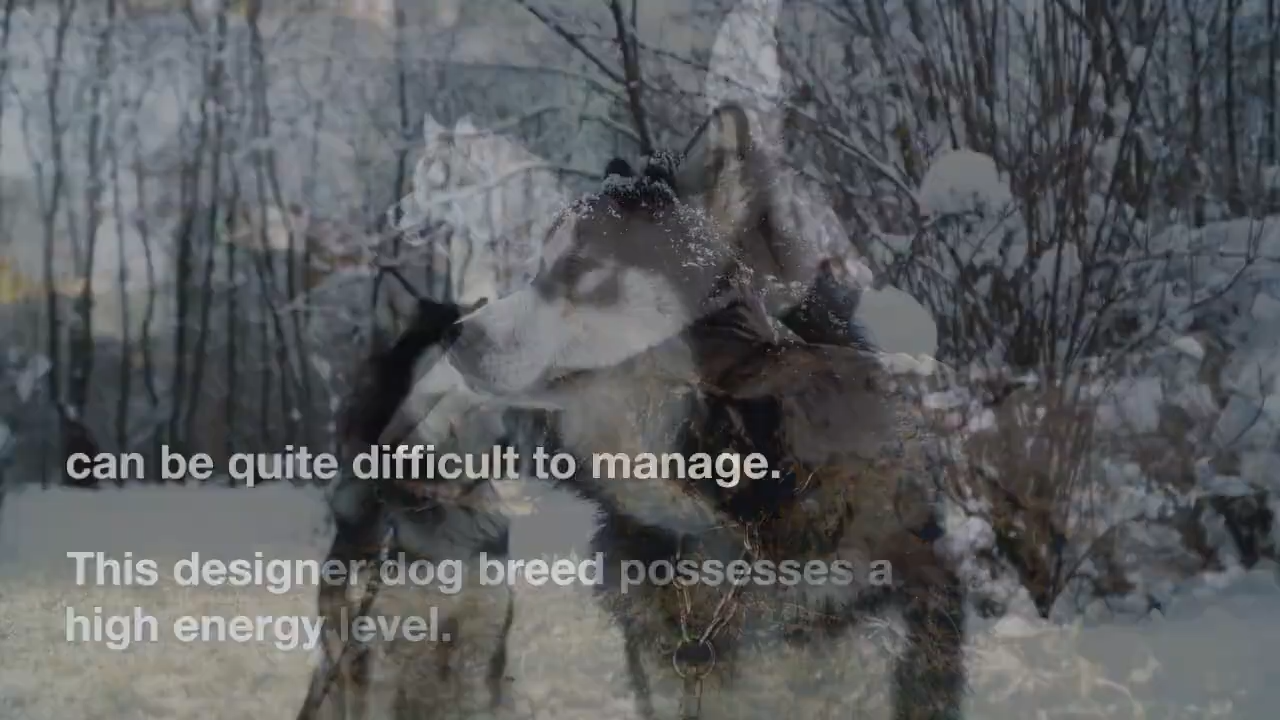 can be quite difficult to manage.
This designer dog breed possesses a
high energy level.